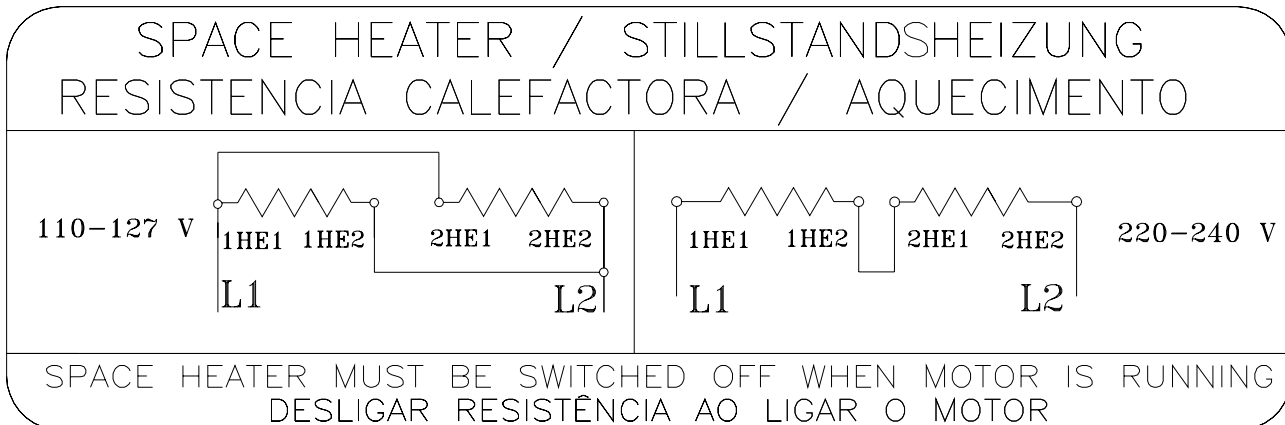 SPACE HEATER / STILLSTANDSHEIZUNG
RESISTENCIA CALEFACTORA / AQUECIMENTO
110-127 V
1HE1 1HE2 2HE1 2HE2
L1 L2
1HE1 1HE2 2HE1 2HE2
220-240 V
L1 L2
SPACE HEATER MUST BE SWITCHED OFF WHEN MOTOR IS RUNNING
DESLIGAR RESISTÊNCIA AO LIGAR O MOTOR